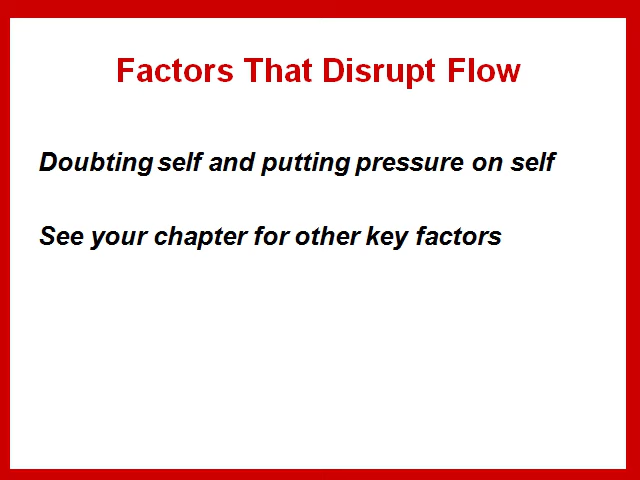 Factors That Disrupt Flow
Doubting self and putting pressure on self
See your chapter for other key factors